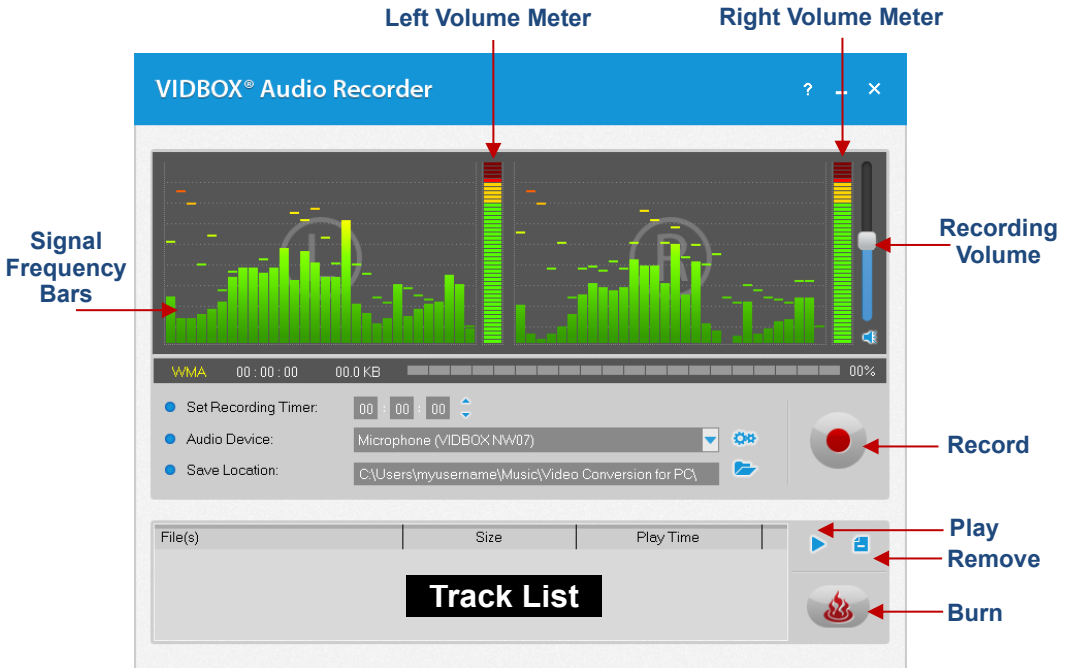 Left Volume Meter
Right Volume Meter
VIDBOX® Audio Recorder
?
L
R
Signal
Frequency
Bars
Recording
Volume
WMA 00 : 00 : 00 00.0 KB 00%
Set Recording Timer: 00 : 00 : 00
Audio Device: Microphone (VIDBOX NW07)
Save Location: C:\Users\myusername\Music\Video Conversion for PC\
Record
File(s) Size Play Time
Play
Remove
Track List
Burn